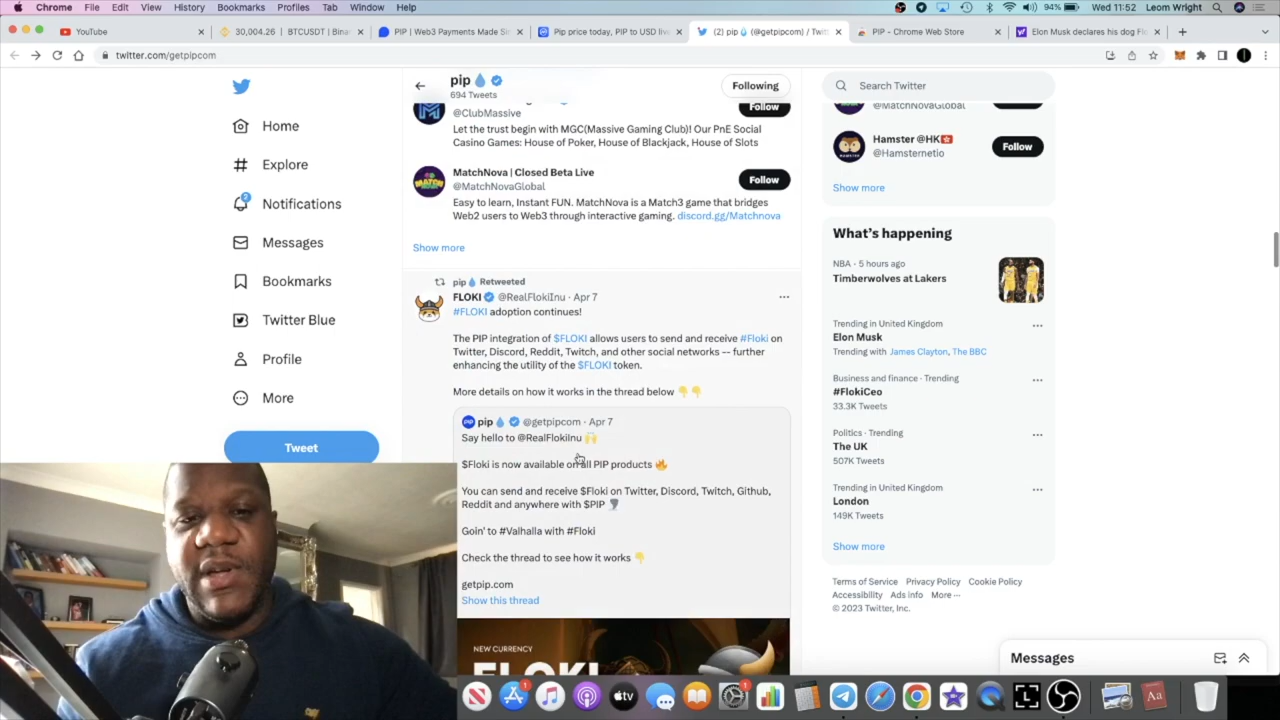 Chrome File Edit View History Bookmarks Profiles Tab Window Help 94% Wed 11:52 Leom Wright
YouTube
30,004.26 | BTCUSDT | Binan
PIP | Web3 Payments Made Sim
Pip price today, PIP to USD live
(2) pip (@getpipcom) / Twitt
PIP - Chrome Web Store
Elon Musk declares his dog Flo
twitter.com/getpipcom
Home
Explore
2
Notifications
Messages
Bookmarks
Twitter Blue
Profile
More
Tweet
pip
694 Tweets
Following
@ClubMassive
Follow
Let the trust begin with MGC(Massive Gaming Club)! Our PnE Social
Casino Games: House of Poker, House of Blackjack, House of Slots
MatchNova | Closed Beta Live
@MatchNovaGlobal
Follow
Easy to learn, Instant FUN. MatchNova is a Match3 game that bridges
Web2 users to Web3 through interactive gaming. discord.gg/Matchnova
Show more
pip Retweeted
FLOKI @RealFlokiInu · Apr 7
#FLOKI adoption continues!
The PIP integration of $FLOKI allows users to send and receive #Floki on
Twitter, Discord, Reddit, Twitch, and other social networks -- further
enhancing the utility of the $FLOKI token.
More details on how it works in the thread below 👇👇
pip @getpipcom · Apr 7
Say hello to @RealFlokiInu 🙌
$Floki is now available on all PIP products 🔥
You can send and receive $Floki on Twitter, Discord, Twitch, Github,
Reddit and anywhere with $PIP
Goin' to #Valhalla with #Floki
Check the thread to see how it works 👇
getpip.com
Show this thread
NEW CURRENCY
FLOKI
Search Twitter
@MatchNovaGlobal
Hamster @HK🇭🇰
@Hamsternetio
Follow
Show more
What's happening
NBA · 5 hours ago
Timberwolves at Lakers
Trending in United Kingdom
Elon Musk
Trending with James Clayton, The BBC
Business and finance · Trending
#FlokiCeo
33.3K Tweets
Politics · Trending
The UK
507K Tweets
Trending in United Kingdom
London
149K Tweets
Show more
Terms of Service Privacy Policy Cookie Policy
Accessibility Ads info More ···
© 2023 Twitter, Inc.
Messages